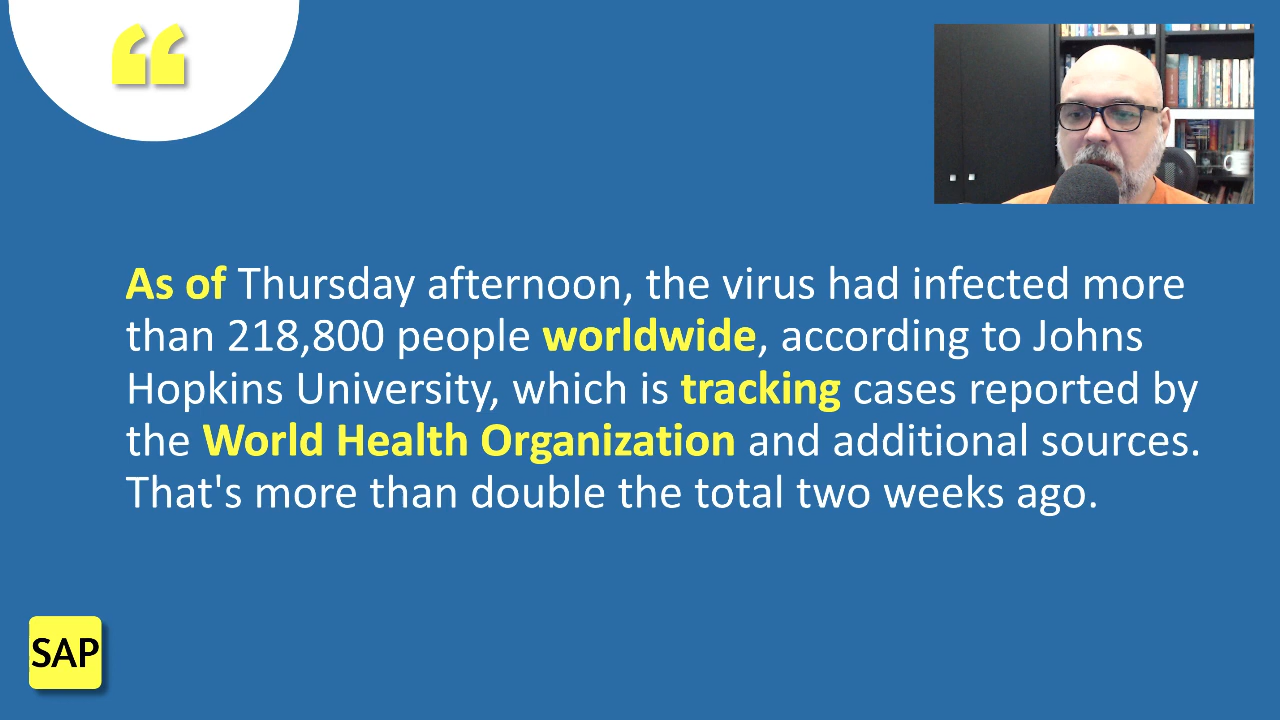 “
As of Thursday afternoon, the virus had infected more
than 218,800 people worldwide, according to Johns
Hopkins University, which is tracking cases reported by
the World Health Organization and additional sources.
That's more than double the total two weeks ago.
SAP